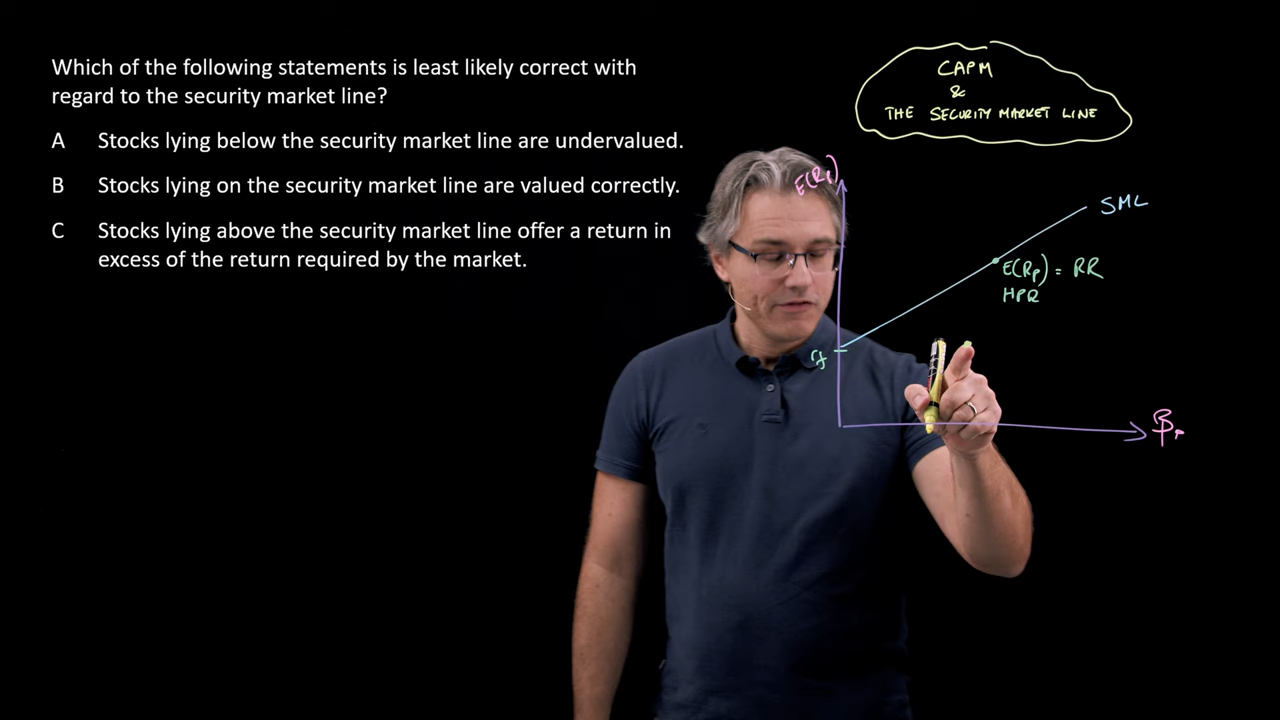 Which of the following statements is least likely correct with
regard to the security market line?
A Stocks lying below the security market line are undervalued.
B Stocks lying on the security market line are valued correctly.
C Stocks lying above the security market line offer a return in
excess of the return required by the market.
CAPM
&
THE SECURITY MARKET LINE
E(Rp)
SML
E(Rp) = RR
HPR
rf
βp